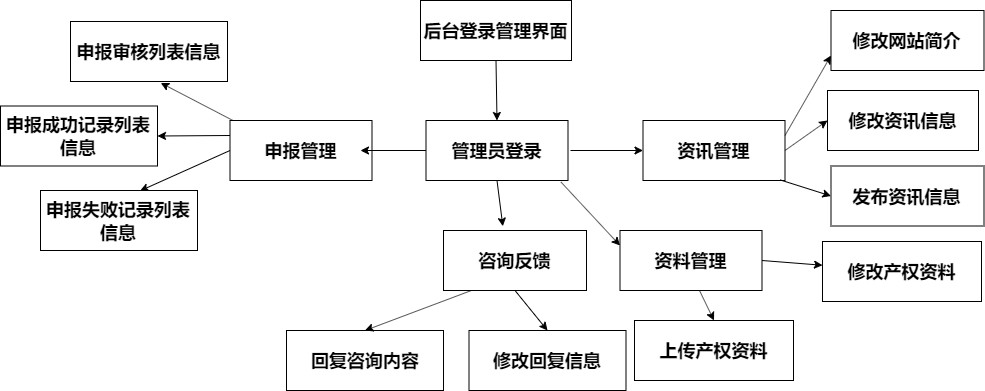 后台登录管理界面
修改网站简介
申报审核列表信息
修改资讯信息
申报成功记录列表
信息
申报管理
管理员登录
资讯管理
发布资讯信息
申报失败记录列表
信息
咨询反馈
资料管理
修改产权资料
回复咨询内容
修改回复信息
上传产权资料